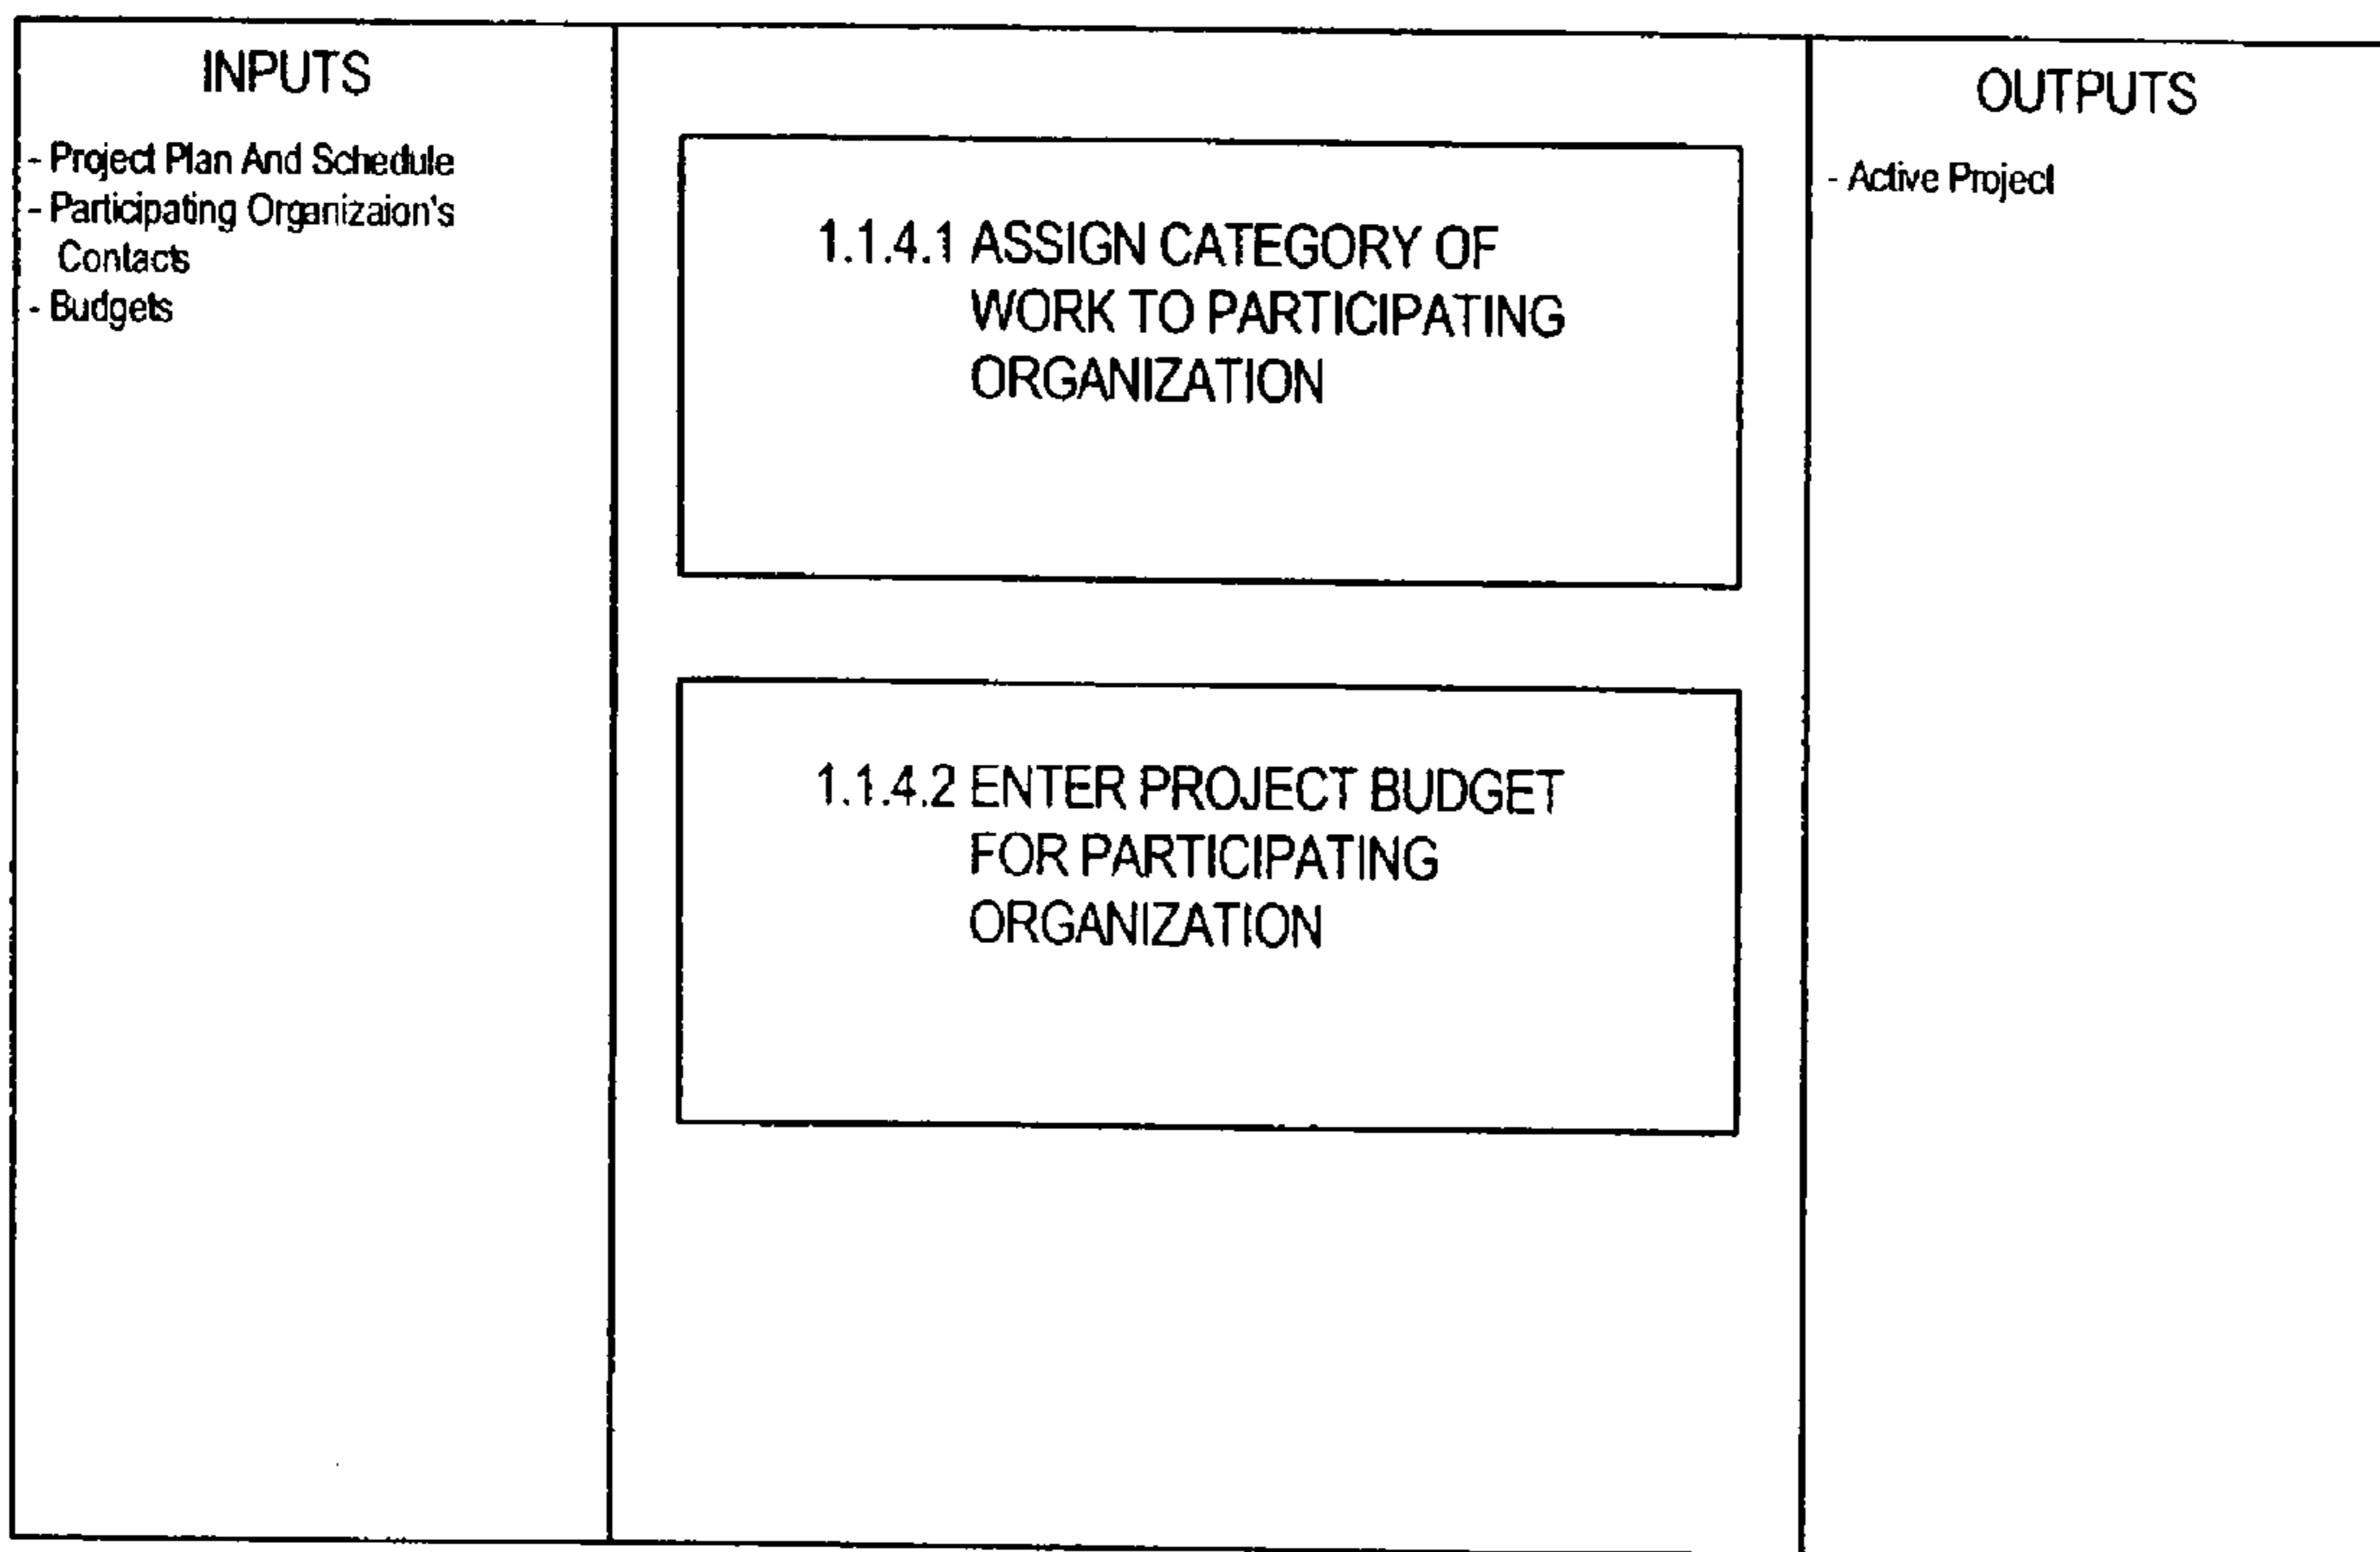 INPUTS
- Project Plan And Schedule
- Participating Organizaion's
Contacts
- Budgets
1.1.4.1 ASSIGN CATEGORY OF
WORK TO PARTICIPATING
ORGANIZATION
1.1.4.2 ENTER PROJECT BUDGET
FOR PARTICIPATING
ORGANIZATION
OUTPUTS
- Active Project